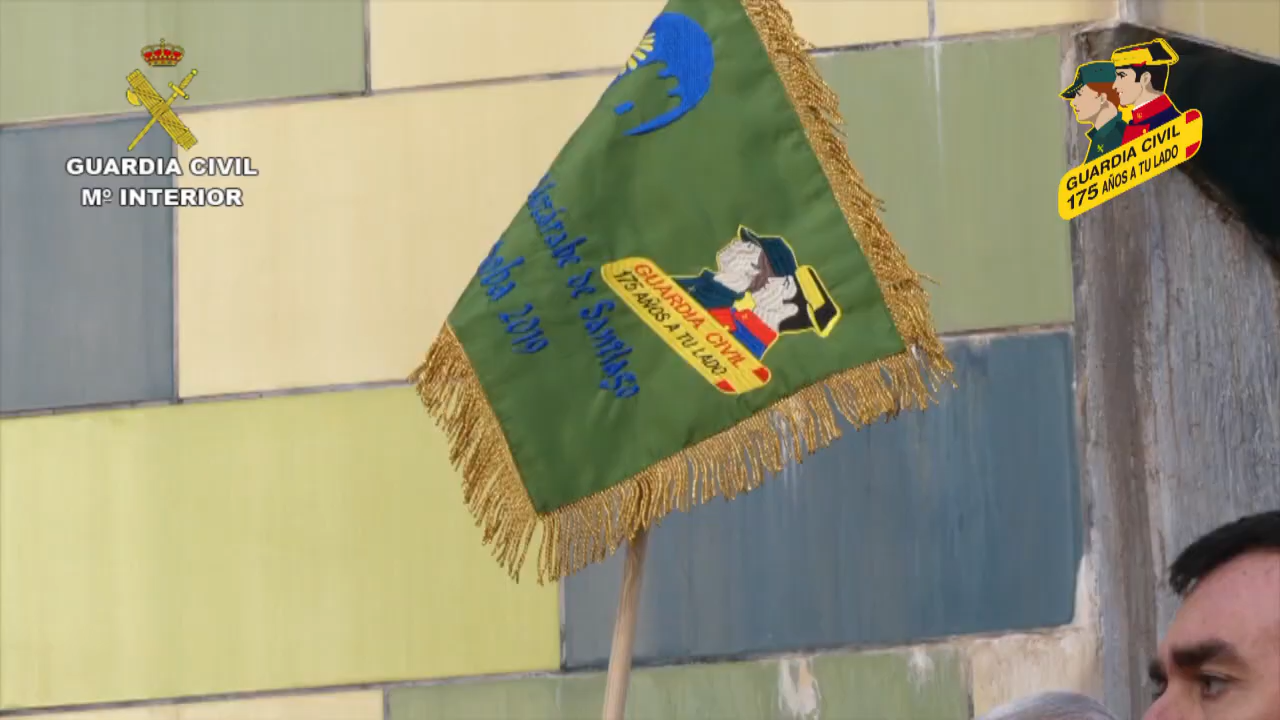 GUARDIA CIVIL
Mº INTERIOR
GUARDIA CIVIL
175 AÑOS A TU LADO
de Santiago
2019
GUARDIA CIVIL
175 AÑOS A TU LADO